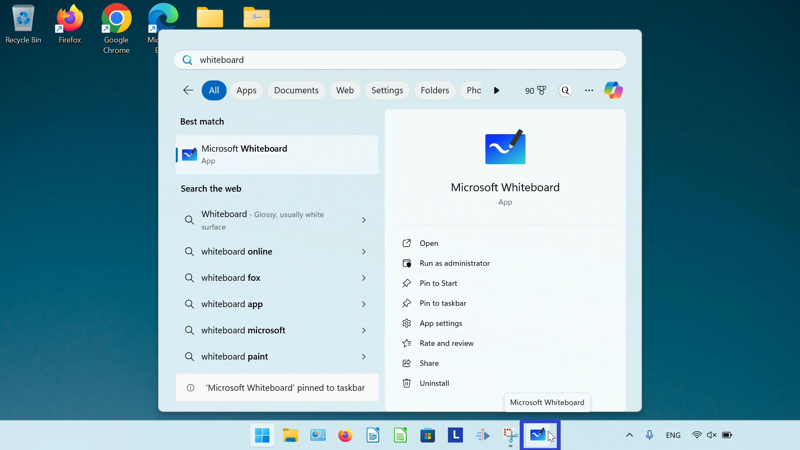 Recycle Bin
Firefox
Google
Chrome
whiteboard
All
Apps
Documents
Web
Settings
Folders
Pho
90
Best match
Microsoft Whiteboard
App
Search the web
Whiteboard - Glossy, usually white
surface
whiteboard online
whiteboard fox
whiteboard app
whiteboard microsoft
whiteboard paint
'Microsoft Whiteboard' pinned to taskbar
Microsoft Whiteboard
App
Open
Run as administrator
Pin to Start
Pin to taskbar
App settings
Rate and review
Share
Uninstall
Microsoft Whiteboard
L
ENG